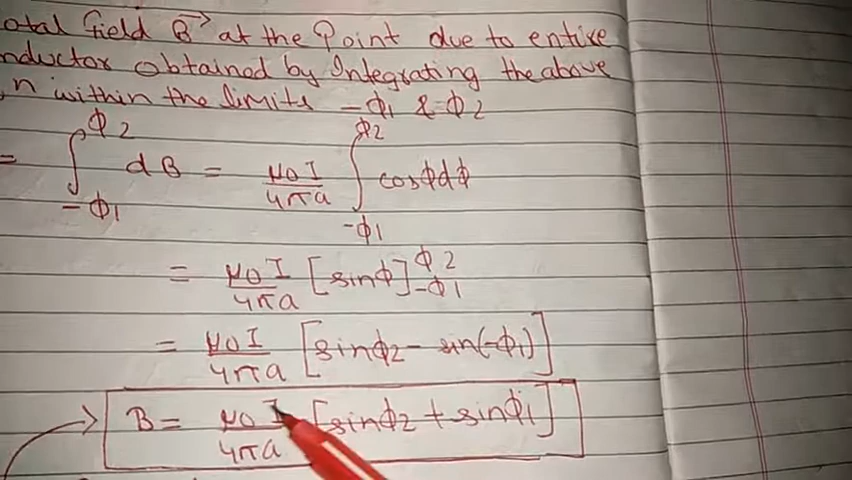 otal field B⃗ at the Point due to entire
nductor obtained by Integrating the above
n within the limits -Φ1 & Φ2
= ∫_{-Φ1}^{Φ2} dB = μ0I/4πa ∫_{-Φ1}^{Φ2} cosΦdΦ
= μ0I/4πa [sinΦ]_{-Φ1}^{Φ2}
= μ0I/4πa [sinΦ2 - sin(-Φ1)]
B = μ0I/4πa [sinΦ2 + sinΦ1]